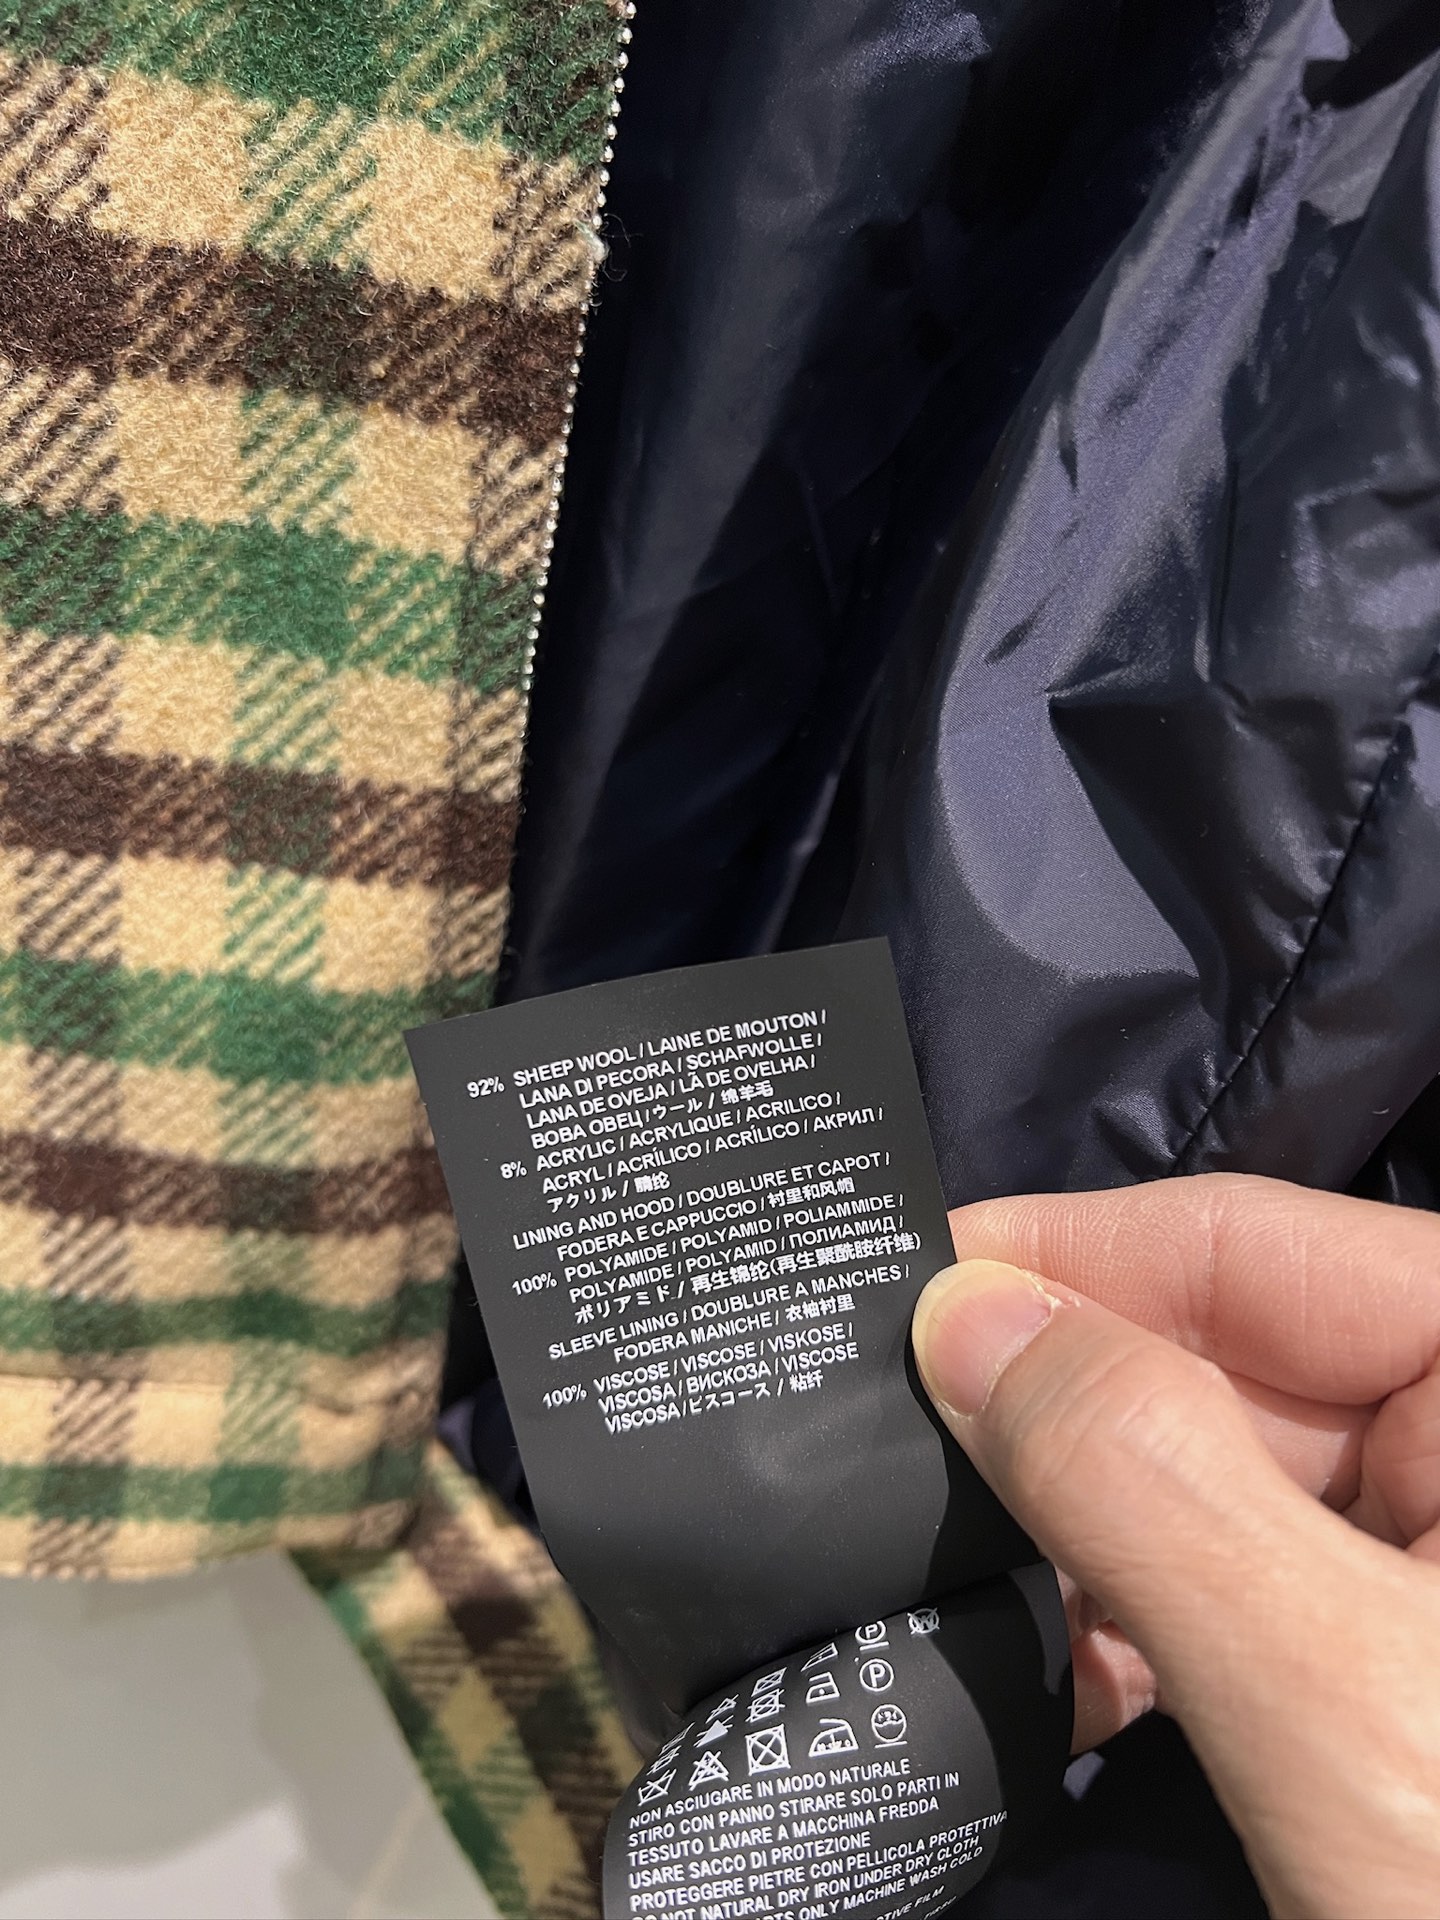 92% SHEEP WOOL / LAINE DE MOUTON /
LANA DI PECORA / SCHAFWOLLE /
LANA DE OVEJA / LÃ DE OVELHA /
ВОВА ОВЕЦ / ウール / 绵羊毛
8% ACRYLIC / ACRYLIQUE / ACRILICO /
ACRYL / ACRÍLICO / ACRÍLICO / АКРИЛ /
アクリル / 腈纶
LINING AND HOOD / DOUBLURE ET CAPOT /
FODERA E CAPPUCCIO / 衬里和风帽
100% POLYAMIDE / POLYAMID / POLIAMMIDE /
POLYAMIDE / POLYAMID / ПОЛИАМИД /
ポリアミド / 再生锦纶(再生聚酰胺纤维)
SLEEVE LINING / DOUBLURE A MANCHES /
FODERA MANICHE / 衣袖衬里
100% VISCOSE / VISCOSE / VISKOSE /
VISCOSA / ВИСКОЗА / VISCOSE
VISCOSA / ビスコース / 粘纤
P
P
NON ASCIUGARE IN MODO NATURALE
STIRO CON PANNO STIRARE SOLO PARTI IN
TESSUTO LAVARE A MACCHINA FREDDA
USARE SACCO DI PROTEZIONE
PROTEGGERE PIETRE CON PELLICOLA PROTETTIVA
DO NOT NATURAL DRY IRON UNDER DRY CLOTH
ONLY MACHINE WASH COLD
FILM